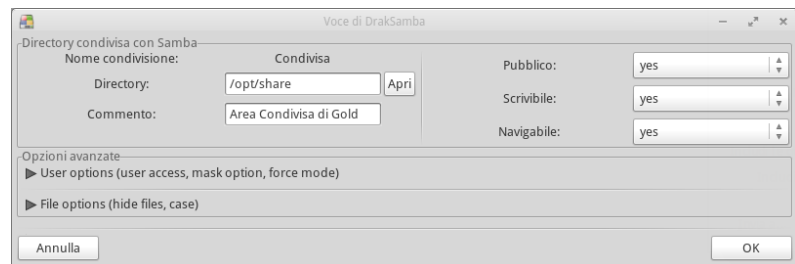 Voce di DrakSamba
Directory condivisa con Samba
Nome condivisione: Condivisa
Directory: /opt/share Apri
Commento: Area Condivisa di Gold
Pubblico: yes
Scrivibile: yes
Navigabile: yes
Opzioni avanzate
User options (user access, mask option, force mode)
File options (hide files, case)
Annulla OK